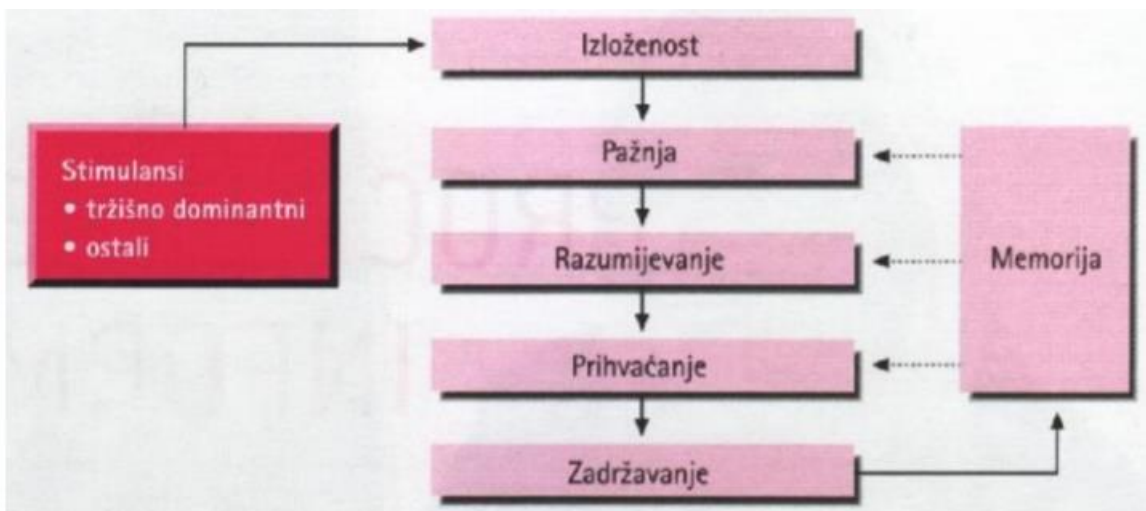 Izloženost
Stimulansi
• tržišno dominantni
• ostali
Pažnja
Razumijevanje
Prihvaćanje
Zadržavanje
Memorija